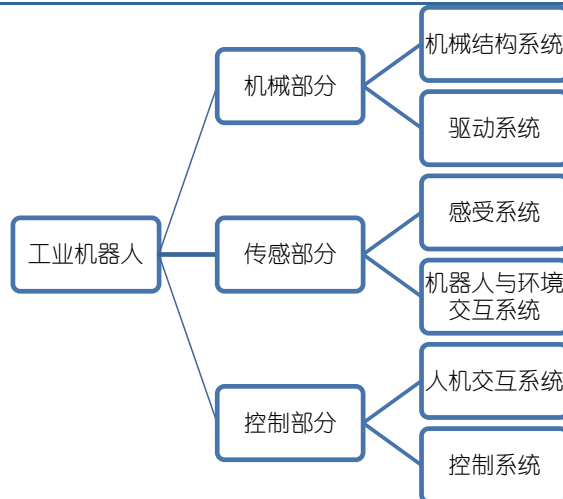 工业机器人
机械部分
机械结构系统
驱动系统
传感部分
感受系统
机器人与环境
交互系统
控制部分
人机交互系统
控制系统